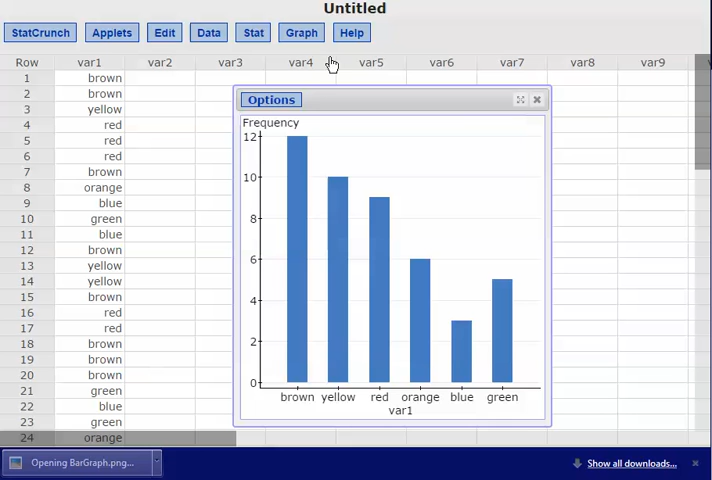 Untitled
StatCrunch Applets Edit Data Stat Graph Help
Row var1 var2 var3 var4 var5 var6 var7 var8 var9
1 brown
2 brown
3 yellow
4 red
5 red
6 red
7 brown
8 orange
9 blue
10 green
11 blue
12 brown
13 yellow
14 yellow
15 brown
16 red
17 red
18 brown
19 brown
20 brown
21 green
22 blue
23 green
24 orange
Options
Frequency
12
10
8
6
4
2
0
brown yellow red orange blue green
var1
Opening BarGraph.png...
Show all downloads...